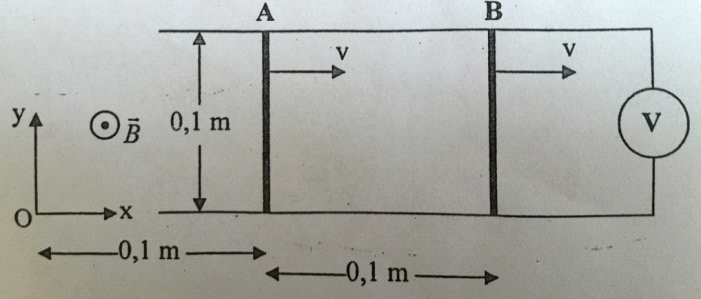 A B
v v
y B⃗ 0,1 m V
O x
0,1 m
0,1 m